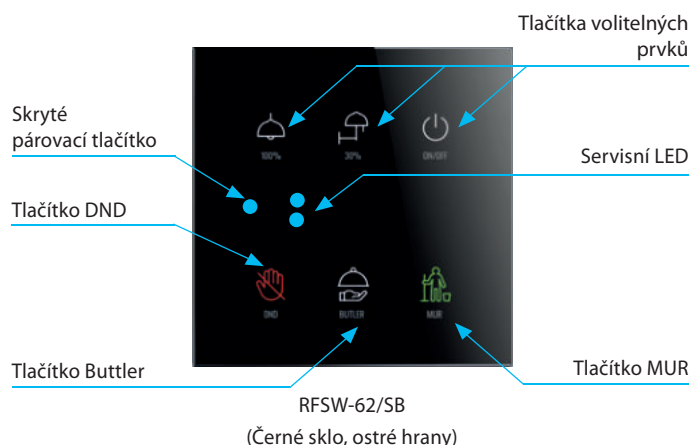 Tlačítka volitelných
prvků
Skryté
párovací tlačítko
100%
30%
ON/OFF
Servisní LED
Tlačítko DND
DND
BUTLER
MUR
Tlačítko Buttler
Tlačítko MUR
RFSW-62/SB
(Černé sklo, ostré hrany)